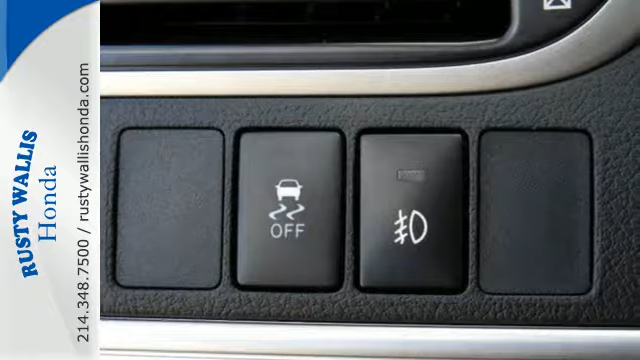 RUSTY WALLIS
Honda
214.348.7500 / rustywallishonda.com
OFF